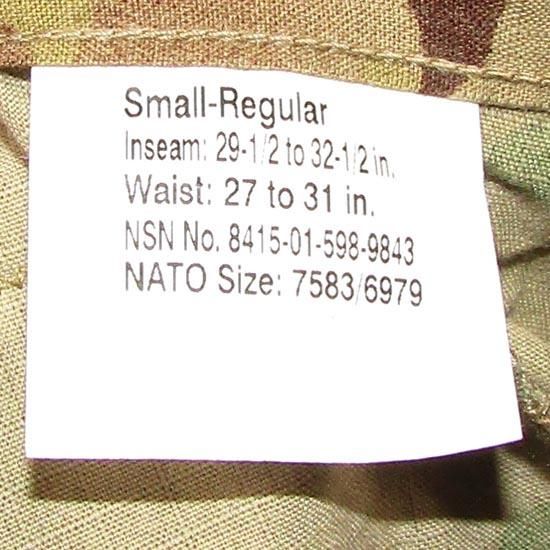 Small-Regular
Inseam: 29-1/2 to 32-1/2 in.
Waist: 27 to 31 in.
NSN No. 8415-01-598-9843
NATO Size: 7583/6979